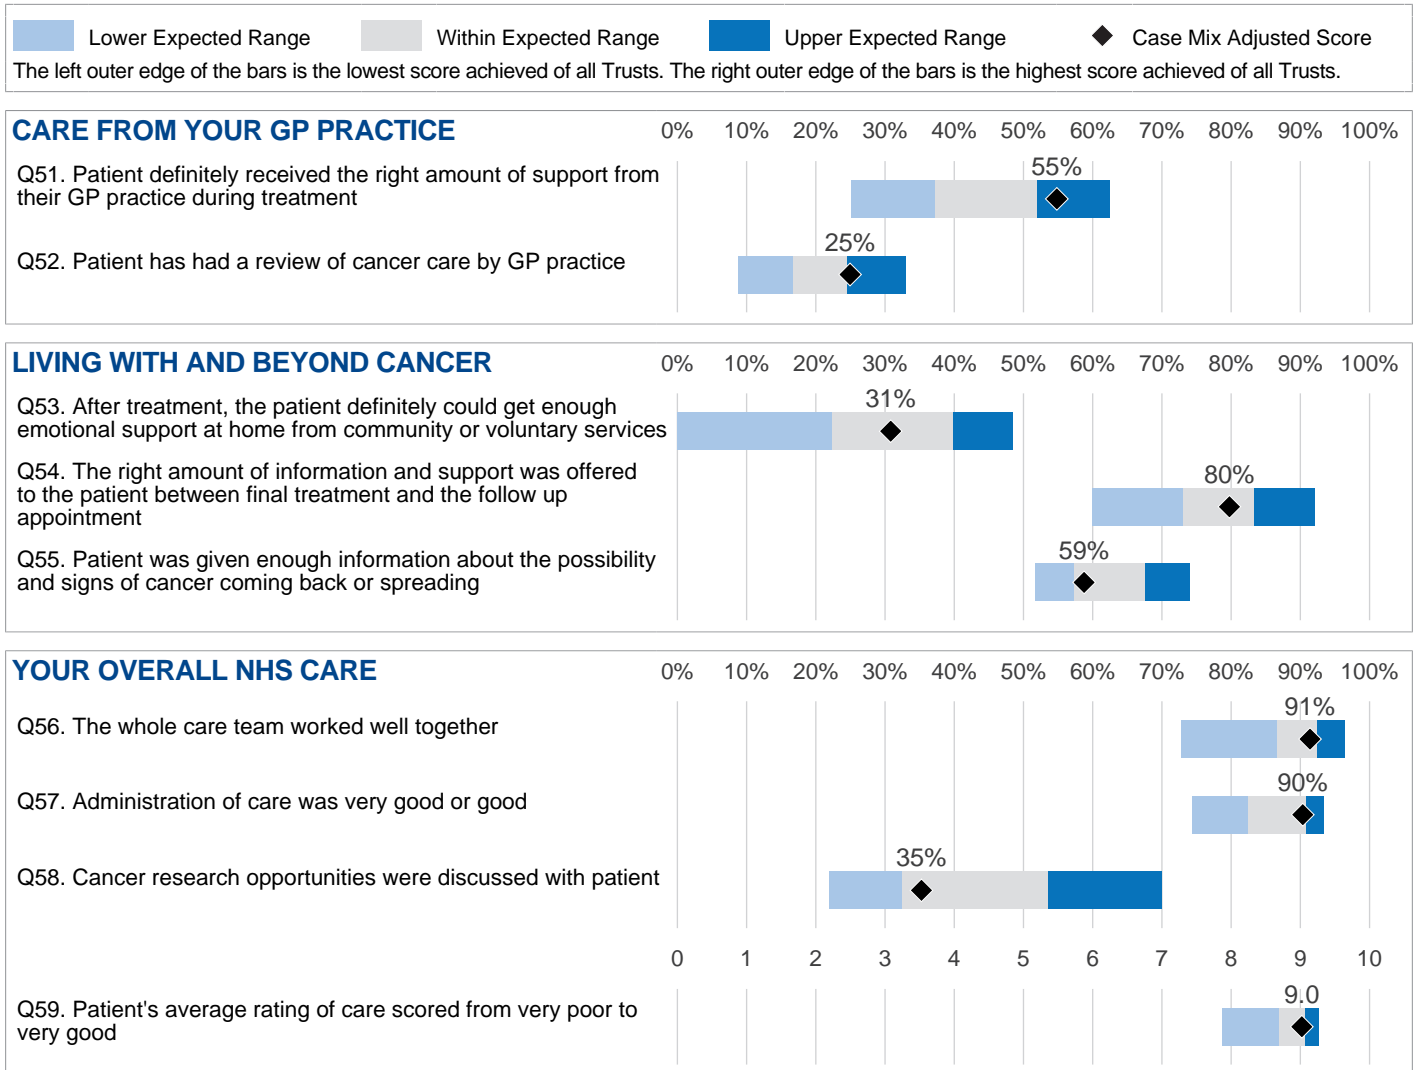 Lower Expected Range Within Expected Range Upper Expected Range Case Mix Adjusted Score
The left outer edge of the bars is the lowest score achieved of all Trusts. The right outer edge of the bars is the highest score achieved of all Trusts.
CARE FROM YOUR GP PRACTICE 0% 10% 20% 30% 40% 50% 60% 70% 80% 90% 100%
55%
Q51. Patient definitely received the right amount of support from
their GP practice during treatment
25%
Q52. Patient has had a review of cancer care by GP practice
LIVING WITH AND BEYOND CANCER 0% 10% 20% 30% 40% 50% 60% 70% 80% 90% 100%
31%
Q53. After treatment, the patient definitely could get enough
emotional support at home from community or voluntary services
80%
Q54. The right amount of information and support was offered
to the patient between final treatment and the follow up
appointment
59%
Q55. Patient was given enough information about the possibility
and signs of cancer coming back or spreading
YOUR OVERALL NHS CARE 0% 10% 20% 30% 40% 50% 60% 70% 80% 90% 100%
91%
Q56. The whole care team worked well together
90%
Q57. Administration of care was very good or good
35%
Q58. Cancer research opportunities were discussed with patient
0 1 2 3 4 5 6 7 8 9 10
9.0
Q59. Patient's average rating of care scored from very poor to
very good